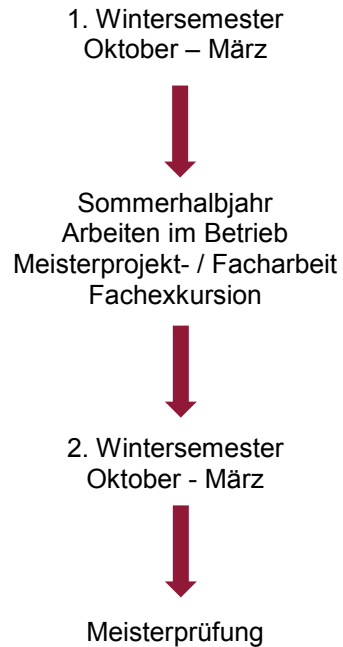 1. Wintersemester
Oktober – März
Sommerhalbjahr
Arbeiten im Betrieb
Meisterprojekt- / Facharbeit
Fachexkursion
2. Wintersemester
Oktober - März
Meisterprüfung